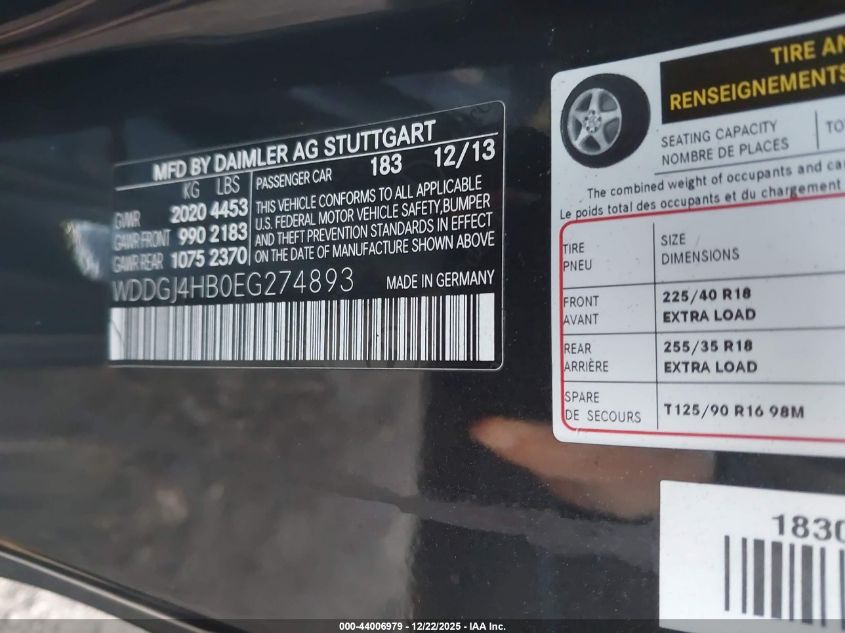 MFD BY DAIMLER AG STUTTGART
183 12/13
KG LBS
GVWR 2020 4453
GAWR FRONT 990 2183
GAWR REAR 1075 2370
PASSENGER CAR
THIS VEHICLE CONFORMS TO ALL APPLICABLE
U.S. FEDERAL MOTOR VEHICLE SAFETY,BUMPER
AND THEFT PREVENTION STANDARDS IN EFFECT
ON THE DATE OF MANUFACTURE SHOWN ABOVE
WDDGJ4HB0EG274893
MADE IN GERMANY
TIRE AN
RENSEIGNEMENTS
SEATING CAPACITY
NOMBRE DE PLACES
TO
The combined weight of occupants and car
Le poids total des occupants et du chargement
TIRE
PNEU
SIZE
DIMENSIONS
FRONT
AVANT
225/40 R18
EXTRA LOAD
REAR
ARRIÈRE
255/35 R18
EXTRA LOAD
SPARE
DE SECOURS
T125/90 R16 98M
1830
000-44006979 - 12/22/2025 - IAA Inc.